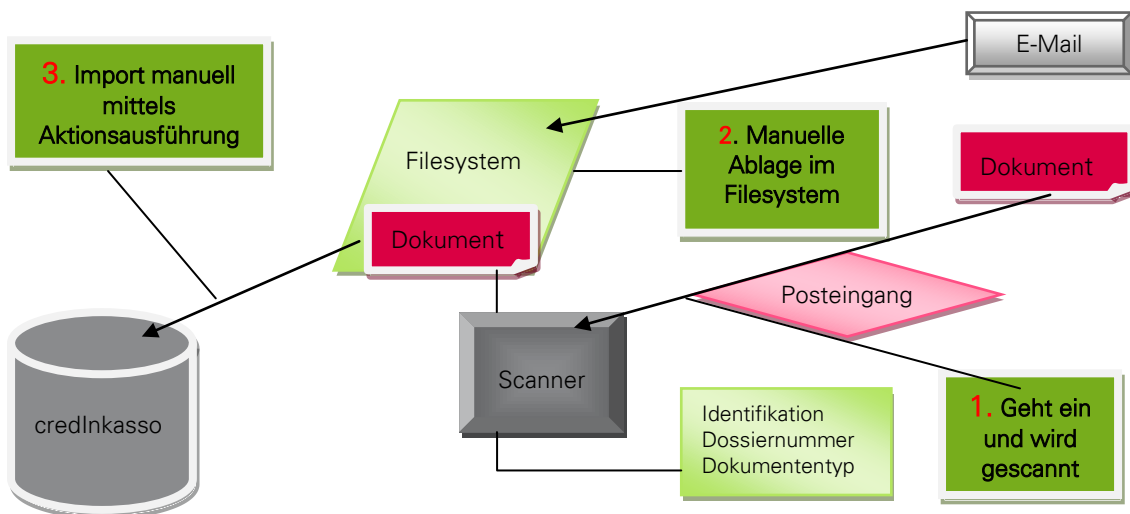 E-Mail
3. Import manuell
mittels
Aktionsausführung
Filesystem
2. Manuelle
Ablage im
Filesystem
Dokument
Dokument
Posteingang
Scanner
credInkasso
Identifikation
Dossiernummer
Dokumententyp
1. Geht ein
und wird
gescannt